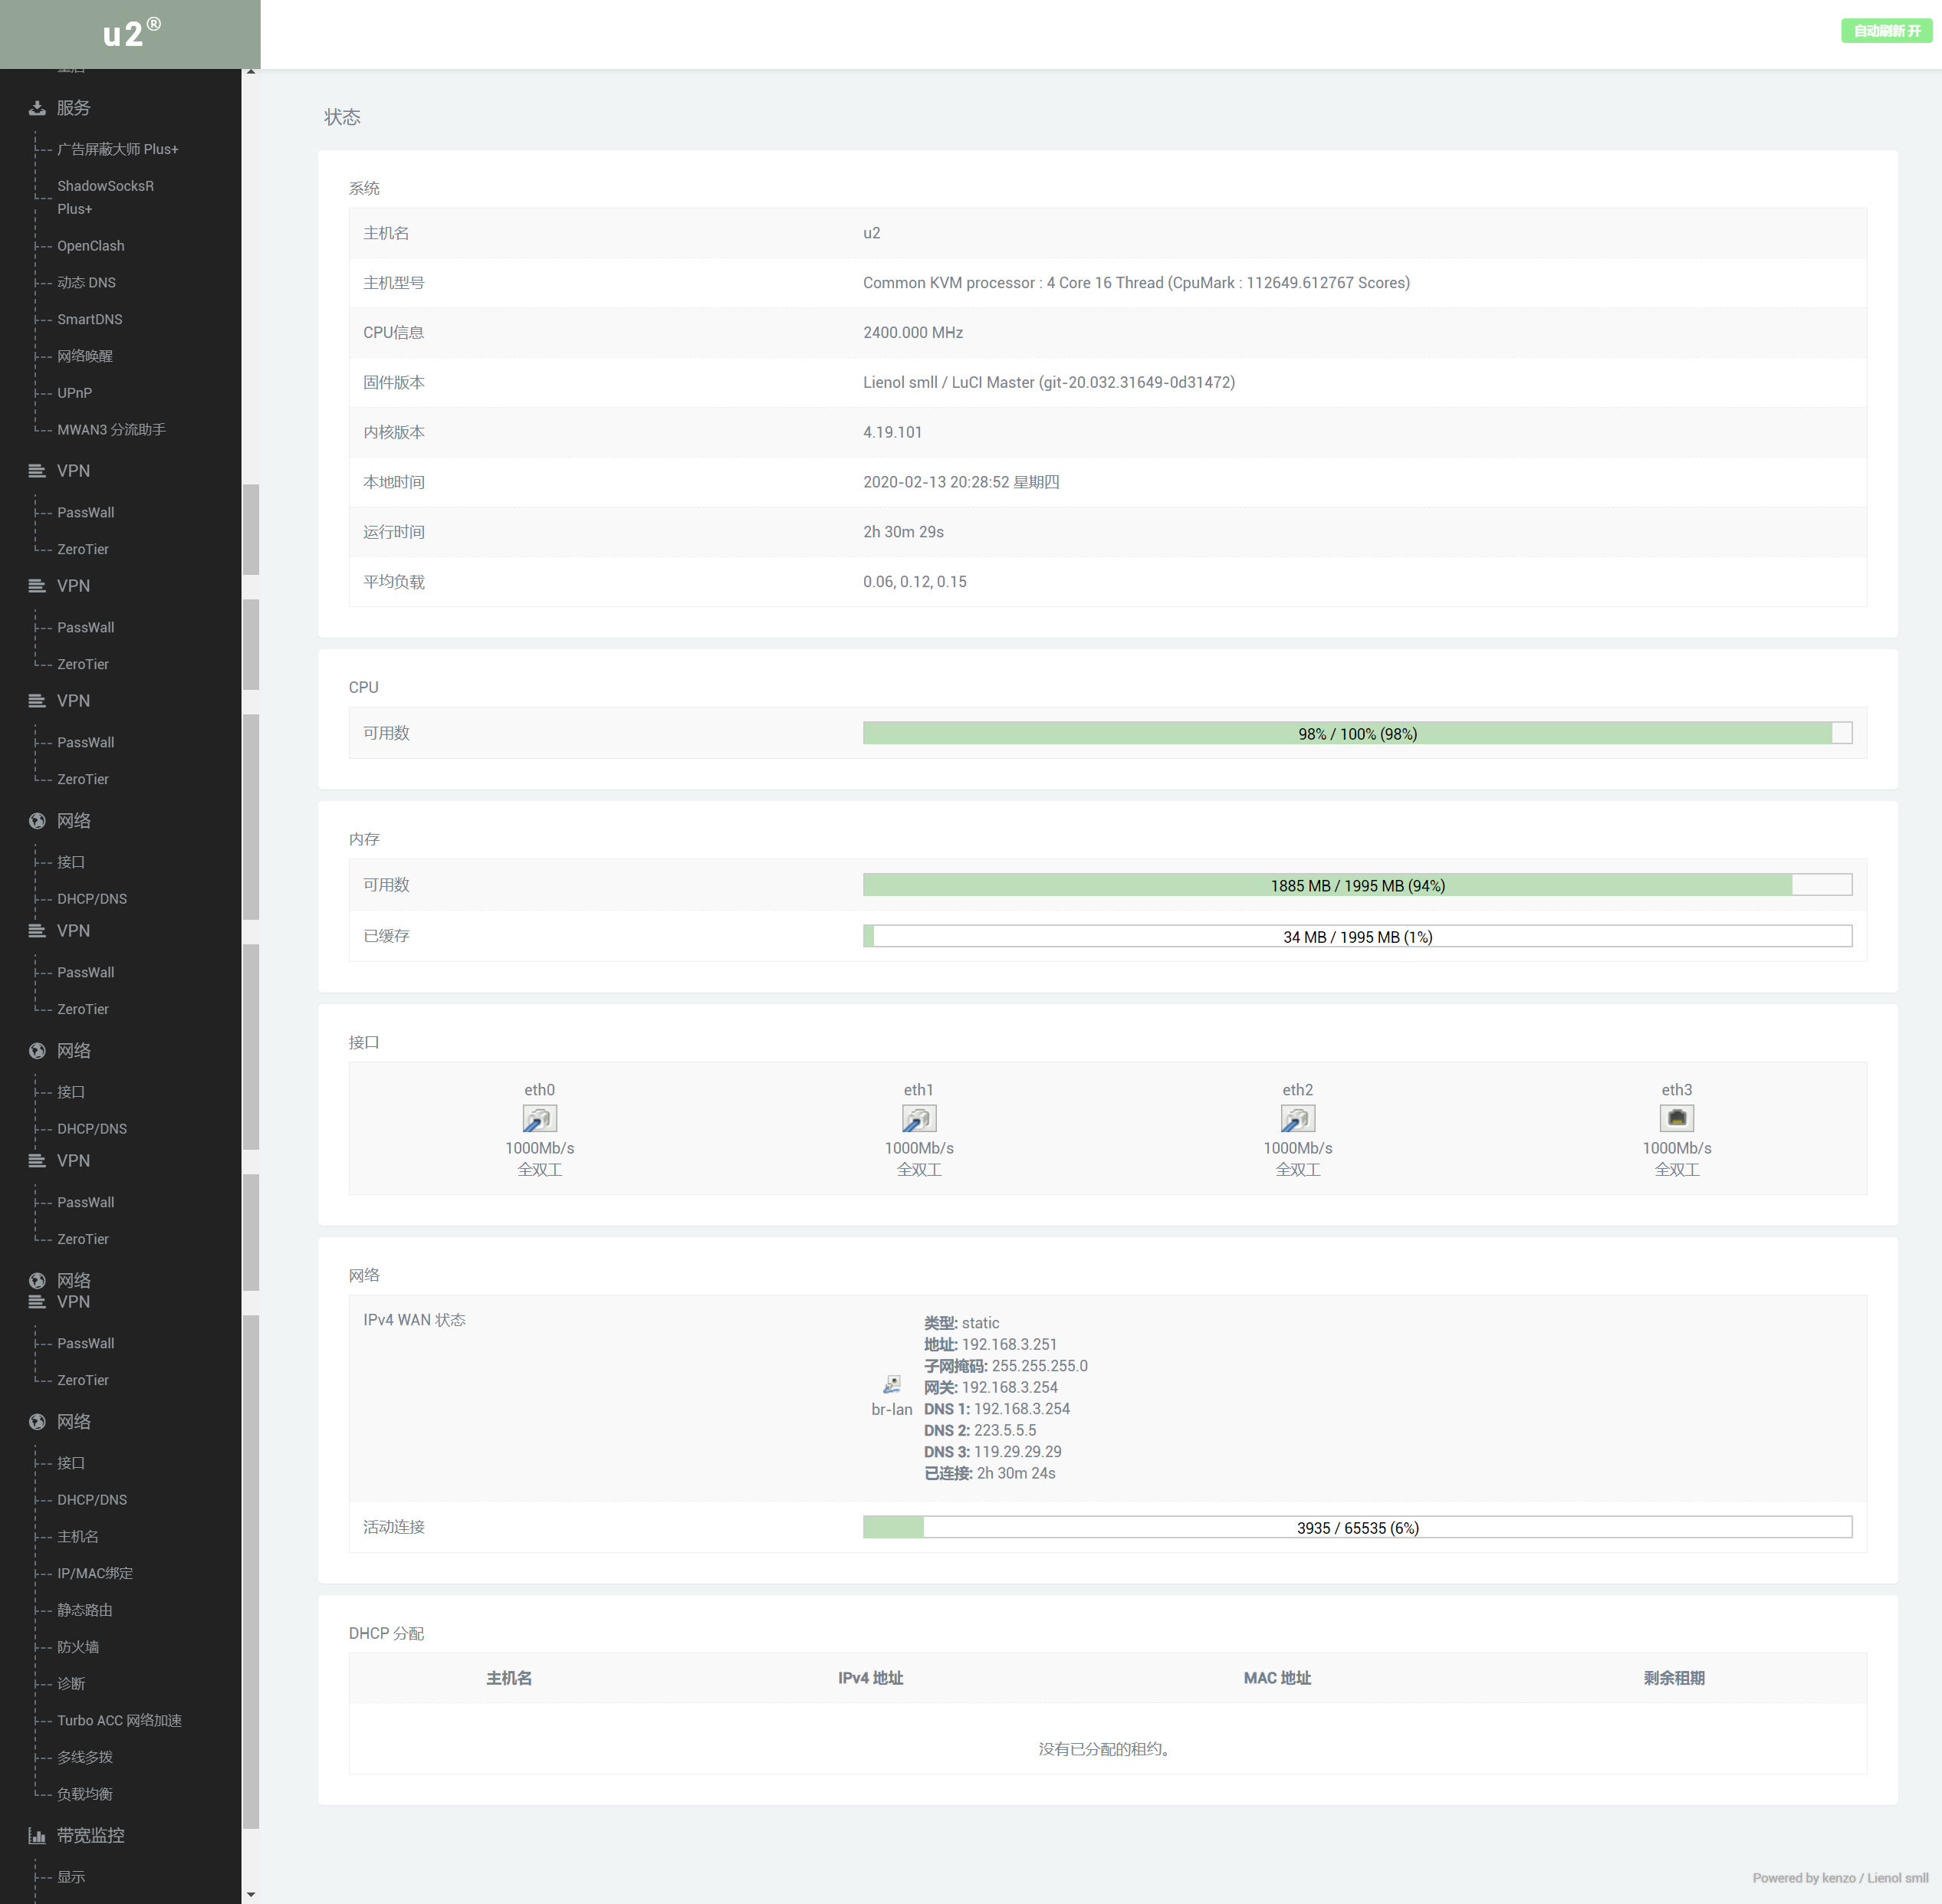 u2®
自动刷新 开
服务
广告屏蔽大师 Plus+
ShadowSocksR
Plus+
OpenClash
动态 DNS
SmartDNS
网络唤醒
UPnP
MWAN3 分流助手
VPN
PassWall
ZeroTier
VPN
PassWall
ZeroTier
VPN
PassWall
ZeroTier
网络
接口
DHCP/DNS
VPN
PassWall
ZeroTier
网络
接口
DHCP/DNS
VPN
PassWall
ZeroTier
网络
VPN
PassWall
ZeroTier
网络
接口
DHCP/DNS
主机名
IP/MAC绑定
静态路由
防火墙
诊断
Turbo ACC 网络加速
多线多拨
负载均衡
带宽监控
显示
状态
系统
主机名 u2
主机型号 Common KVM processor : 4 Core 16 Thread (CpuMark : 112649.612767 Scores)
CPU信息 2400.000 MHz
固件版本 Lienol smll / LuCI Master (git-20.032.31649-0d31472)
内核版本 4.19.101
本地时间 2020-02-13 20:28:52 星期四
运行时间 2h 30m 29s
平均负载 0.06, 0.12, 0.15
CPU
可用数 98% / 100% (98%)
内存
可用数 1885 MB / 1995 MB (94%)
已缓存 34 MB / 1995 MB (1%)
接口
eth0 eth1 eth2 eth3
1000Mb/s 1000Mb/s 1000Mb/s 1000Mb/s
全双工 全双工 全双工 全双工
网络
IPv4 WAN 状态
br-lan
类型: static
地址: 192.168.3.251
子网掩码: 255.255.255.0
网关: 192.168.3.254
DNS 1: 192.168.3.254
DNS 2: 223.5.5.5
DNS 3: 119.29.29.29
已连接: 2h 30m 24s
活动连接 3935 / 65535 (6%)
DHCP 分配
主机名 IPv4 地址 MAC 地址 剩余租期
没有已分配的租约。
Powered by kenzo / Lienol smll